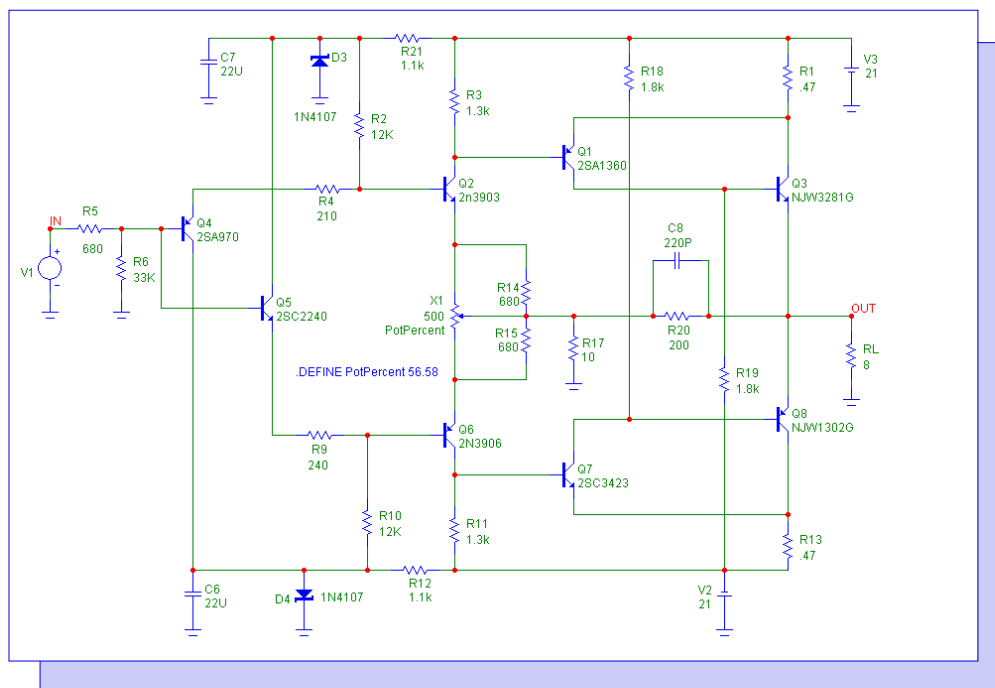 C7
22U
D3
1N4107
R21
1.1k
R2
12K
R3
1.3k
R18
1.8k
R1
.47
V3
21
Q1
2SA1360
Q2
2n3903
Q3
NJW3281G
R4
210
IN
R5
680
Q4
2SA970
R6
33K
V1
+
-
C8
220P
Q5
2SC2240
X1
500
PotPercent
R14
680
R15
680
R17
10
R20
200
OUT
RL
8
.DEFINE PotPercent 56.58
R19
1.8k
Q6
2N3906
Q8
NJW1302G
R9
240
Q7
2SC3423
R10
12K
R11
1.3k
R13
.47
R12
1.1k
C6
22U
D4
1N4107
V2
21